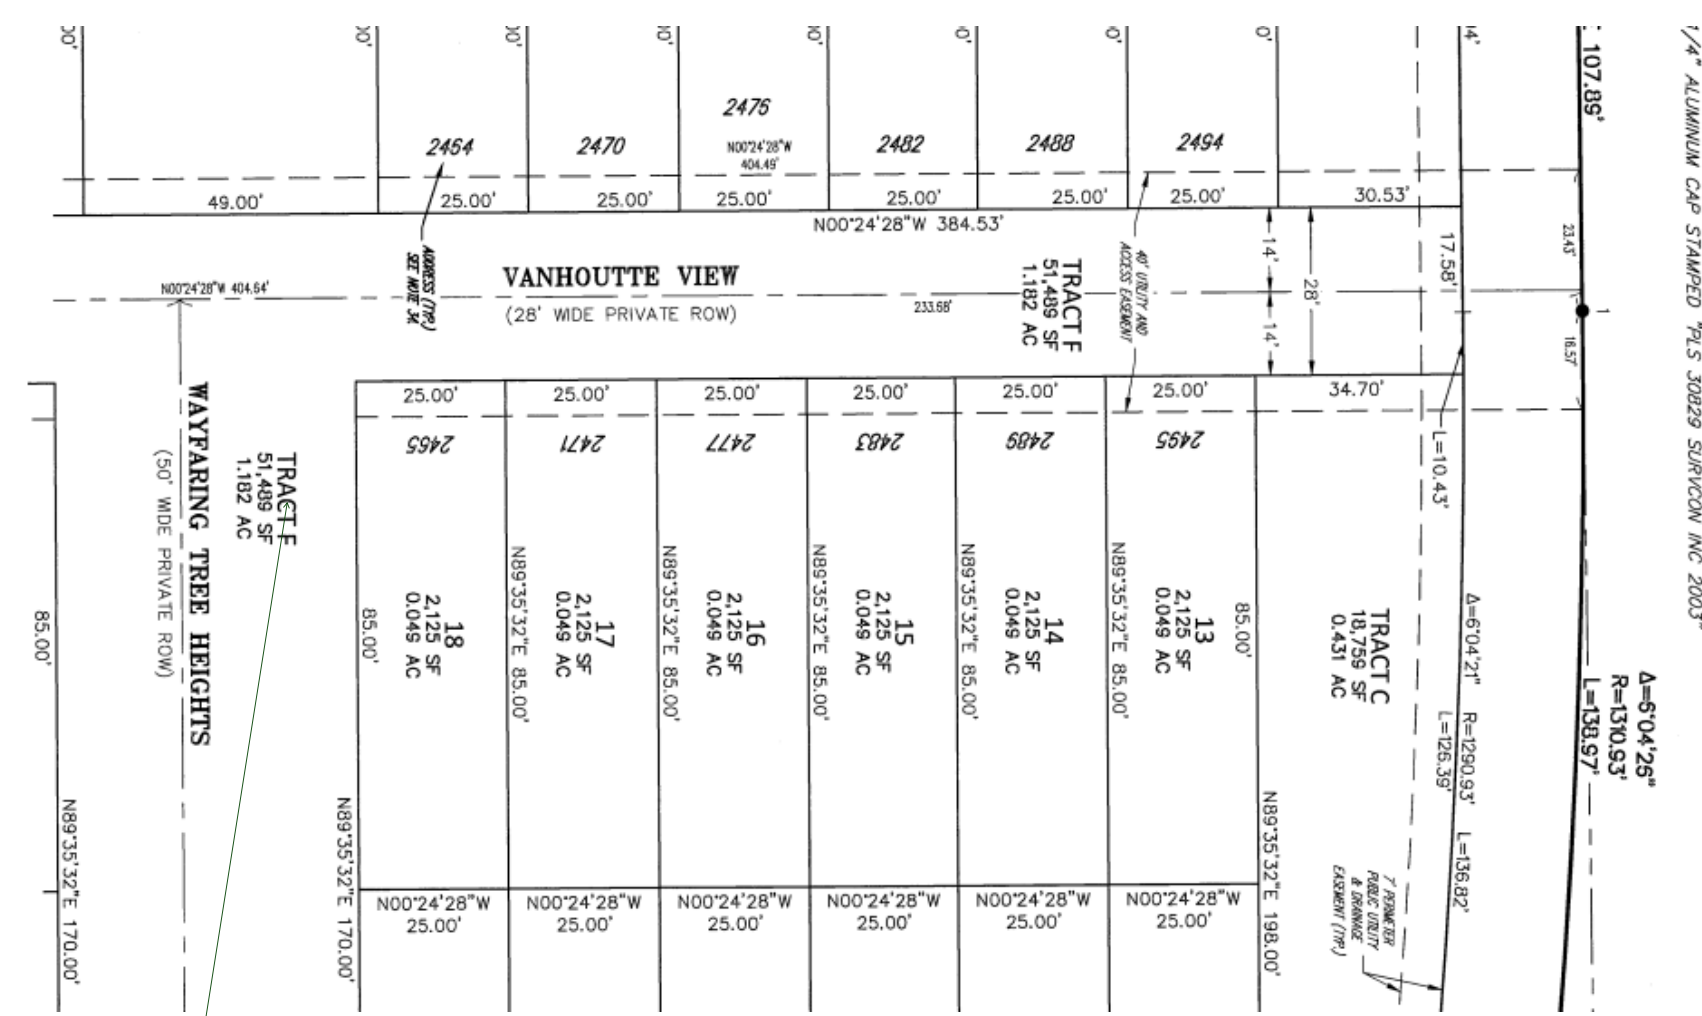 1/4" ALUMINUM CAP STAMPED "PLS 30829 SURVCON INC 2003"
107.89'
2464
2470
2476
2482
2488
2494
N00°24'28"W
404.49'
49.00'
25.00'
25.00'
25.00'
25.00'
25.00'
25.00'
30.53'
N00°24'28"W 384.53'
ADDRESS (TYP.)
SEE NOTE 3A
VANHOUTTE VIEW
(28' WIDE PRIVATE ROW)
N00°24'28"W 404.64'
233.68'
TRACT F
51,489 SF
1.182 AC
40' UTILITY AND
ACCESS EASEMENT
14'
14'
28'
17.58'
23.43'
16.57'
1
25.00'
25.00'
25.00'
25.00'
25.00'
25.00'
34.70'
2465
2471
2477
2483
2489
2495
L=10.43'
WAYFARING TREE HEIGHTS
(50' WIDE PRIVATE ROW)
TRACT F
51,489 SF
1.182 AC
85.00'
85.00'
18
2,125 SF
0.049 AC
N89°35'32"E 85.00'
17
2,125 SF
0.049 AC
N89°35'32"E 85.00'
16
2,125 SF
0.049 AC
N89°35'32"E 85.00'
15
2,125 SF
0.049 AC
N89°35'32"E 85.00'
14
2,125 SF
0.049 AC
N89°35'32"E 85.00'
13
2,125 SF
0.049 AC
85.00'
TRACT C
18,759 SF
0.431 AC
Δ=6°04'21" R=1290.93' L=136.82'
L=126.39'
Δ=6°04'26"
R=1310.93'
L=138.97'
N89°35'32"E 170.00'
N89°35'32"E 170.00'
N89°35'32"E 198.00'
N00°24'28"W
25.00'
N00°24'28"W
25.00'
N00°24'28"W
25.00'
N00°24'28"W
25.00'
N00°24'28"W
25.00'
N00°24'28"W
25.00'
7' PERIMETER
PUBLIC UTILITY
& DRAINAGE
EASEMENT (TYP.)